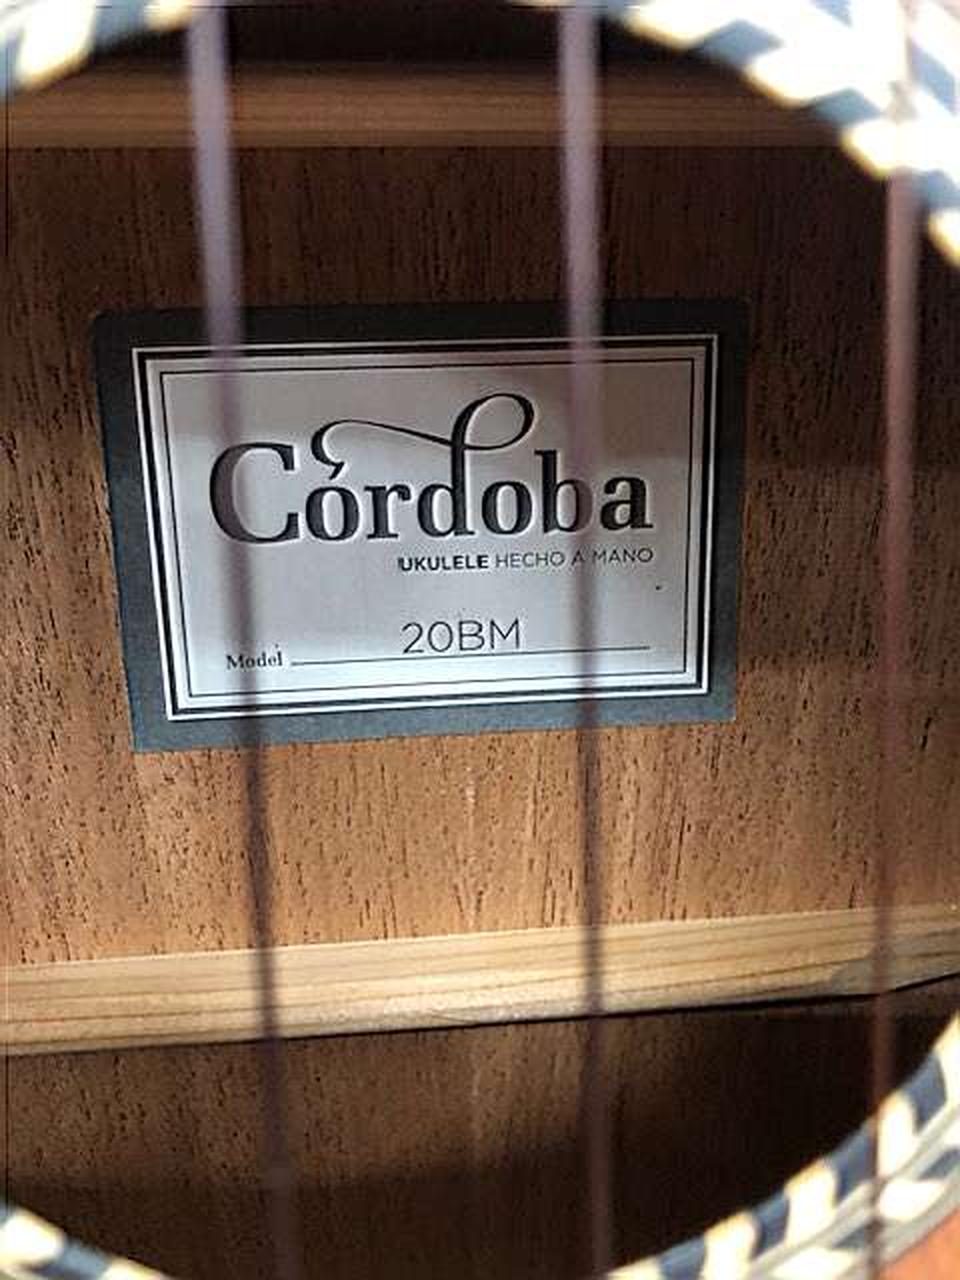 Córdoba
UKULELE HECHO A MANO
Model 20BM